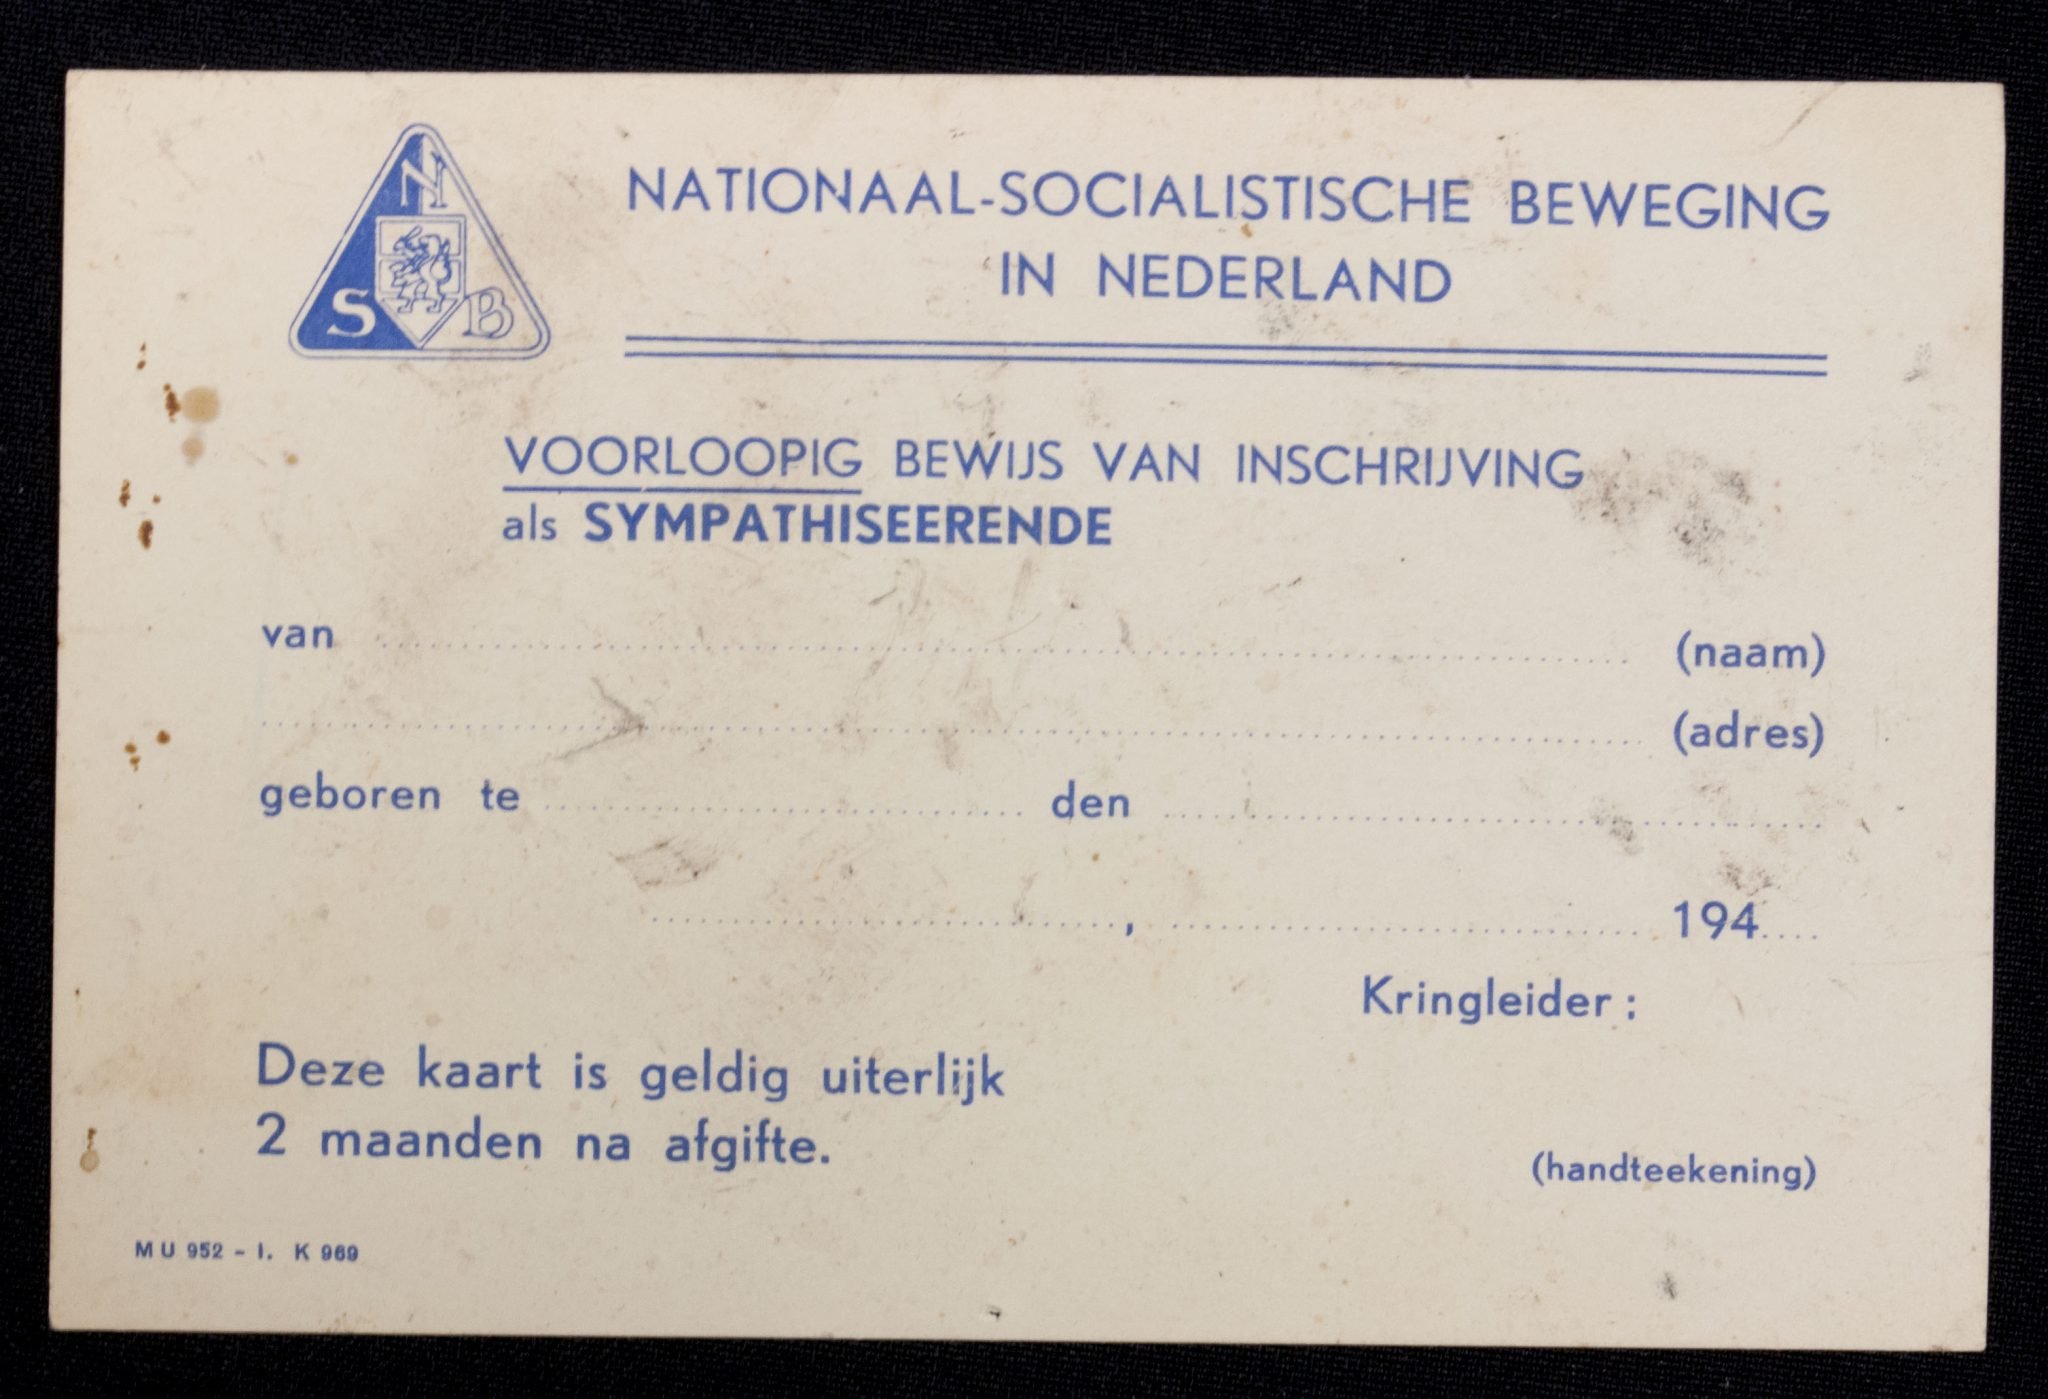 N
S B
NATIONAAL-SOCIALISTISCHE BEWEGING
IN NEDERLAND
VOORLOOPIG BEWIJS VAN INSCHRIJVING
als SYMPATHISEERENDE
van (naam)
(adres)
geboren te den
, 194
Kringleider :
Deze kaart is geldig uiterlijk
2 maanden na afgifte.
(handteekening)
MU 952 - I. K 969